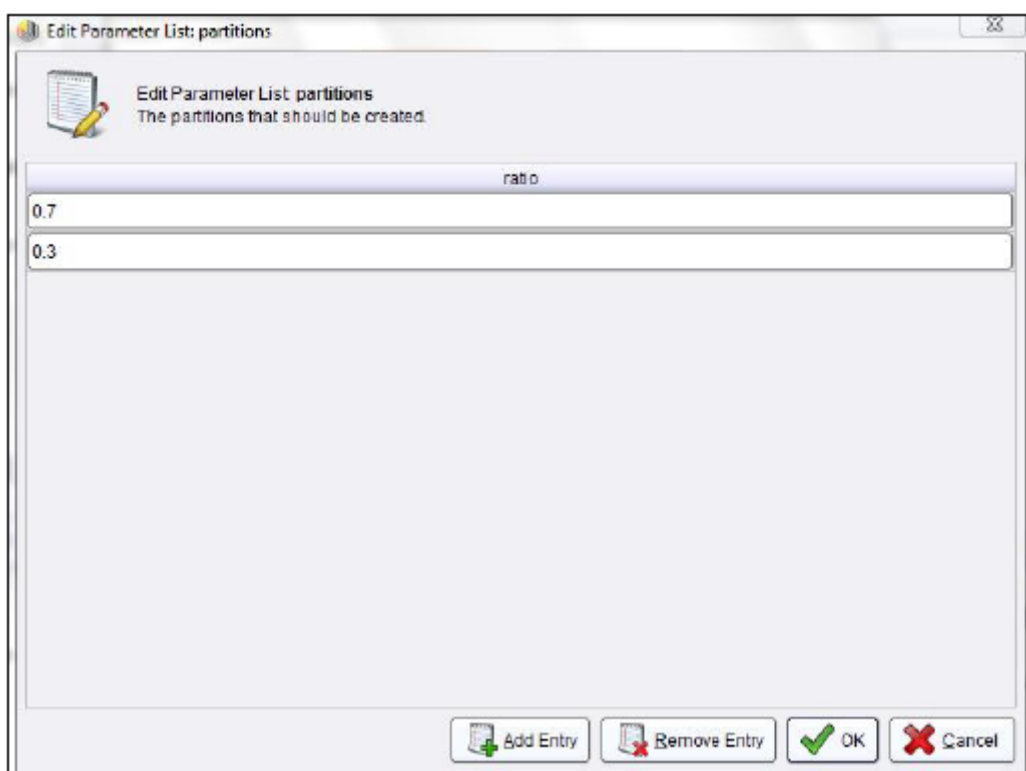 Edit Parameter List: partitions
Edit Parameter List: partitions
The partitions that should be created.
ratio
0.7
0.3
Add Entry
Remove Entry
OK
Cancel